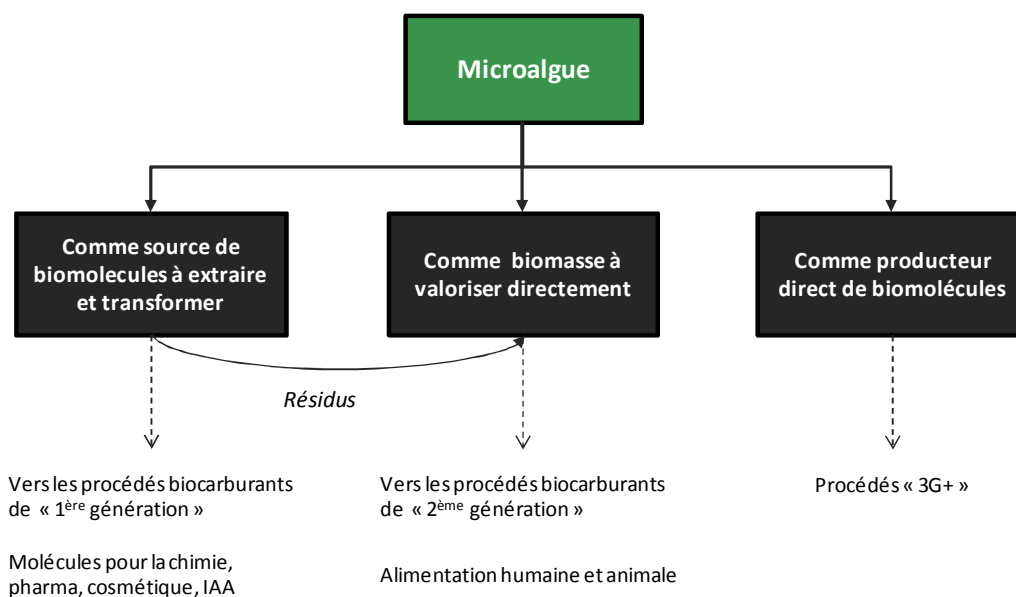 Microalgue
Comme source de
biomolecules à extraire
et transformer
Comme biomasse à
valoriser directement
Comme producteur
direct de biomolécules
Résidus
Vers les procédés biocarburants
de « 1ère génération »
Molécules pour la chimie,
pharma, cosmétique, IAA
Vers les procédés biocarburants
de « 2ème génération »
Alimentation humaine et animale
Procédés « 3G+ »